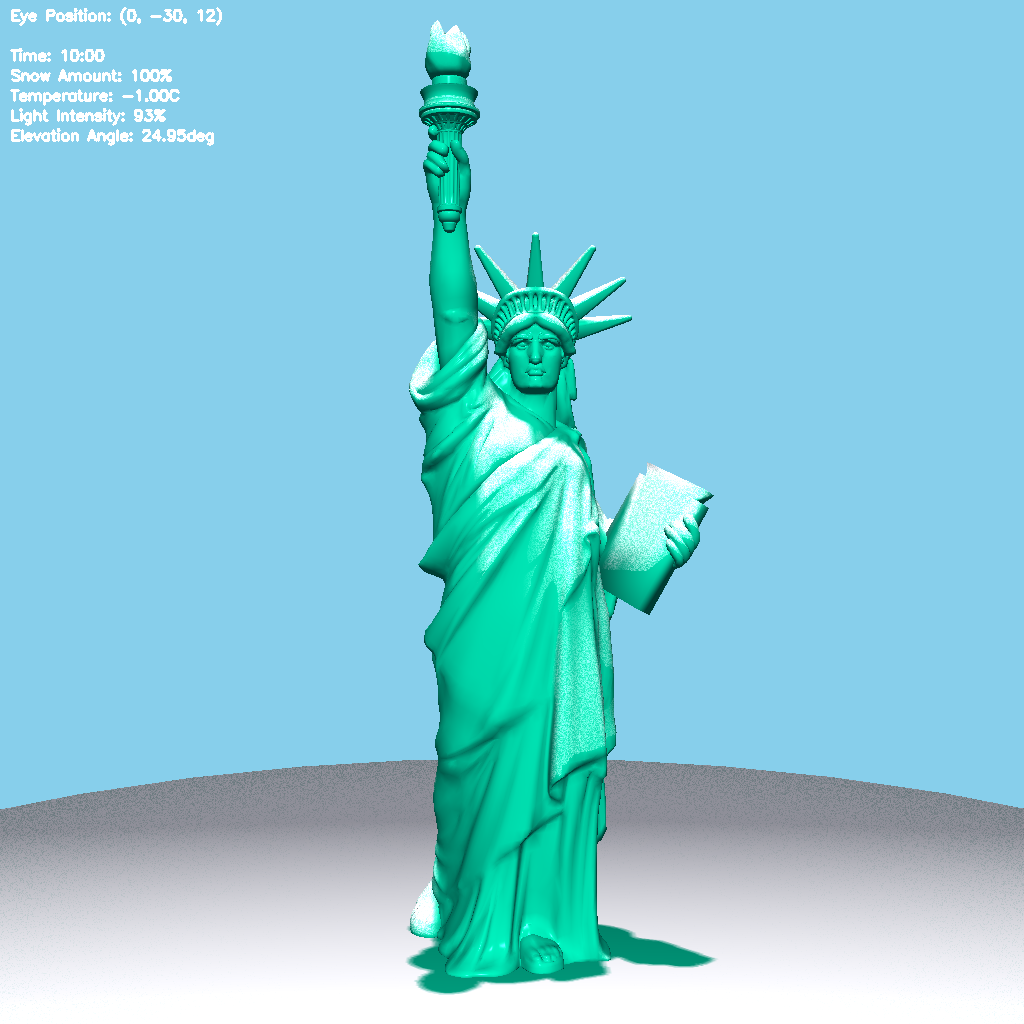 Eye Position: (0, -30, 12)
Time: 10:00
Snow Amount: 100%
Temperature: -1.00C
Light Intensity: 93%
Elevation Angle: 24.95deg